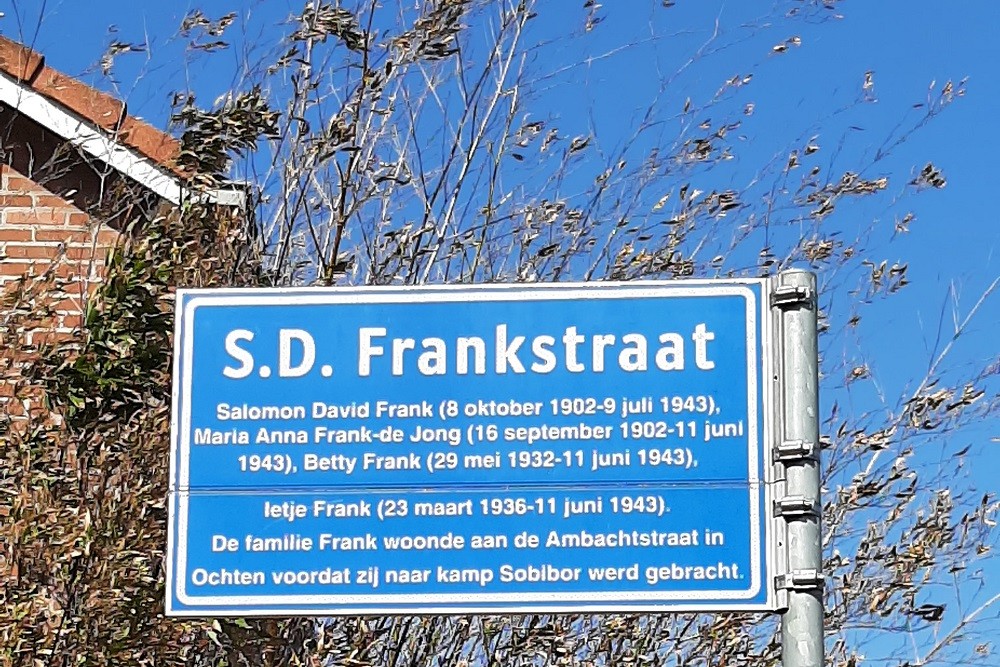 S.D. Frankstraat
Salomon David Frank (8 oktober 1902-9 juli 1943),
Maria Anna Frank-de Jong (16 september 1902-11 juni
1943), Betty Frank (29 mei 1932-11 juni 1943),
Ietje Frank (23 maart 1936-11 juni 1943).
De familie Frank woonde aan de Ambachtstraat in
Ochten voordat zij naar kamp Sobibor werd gebracht.